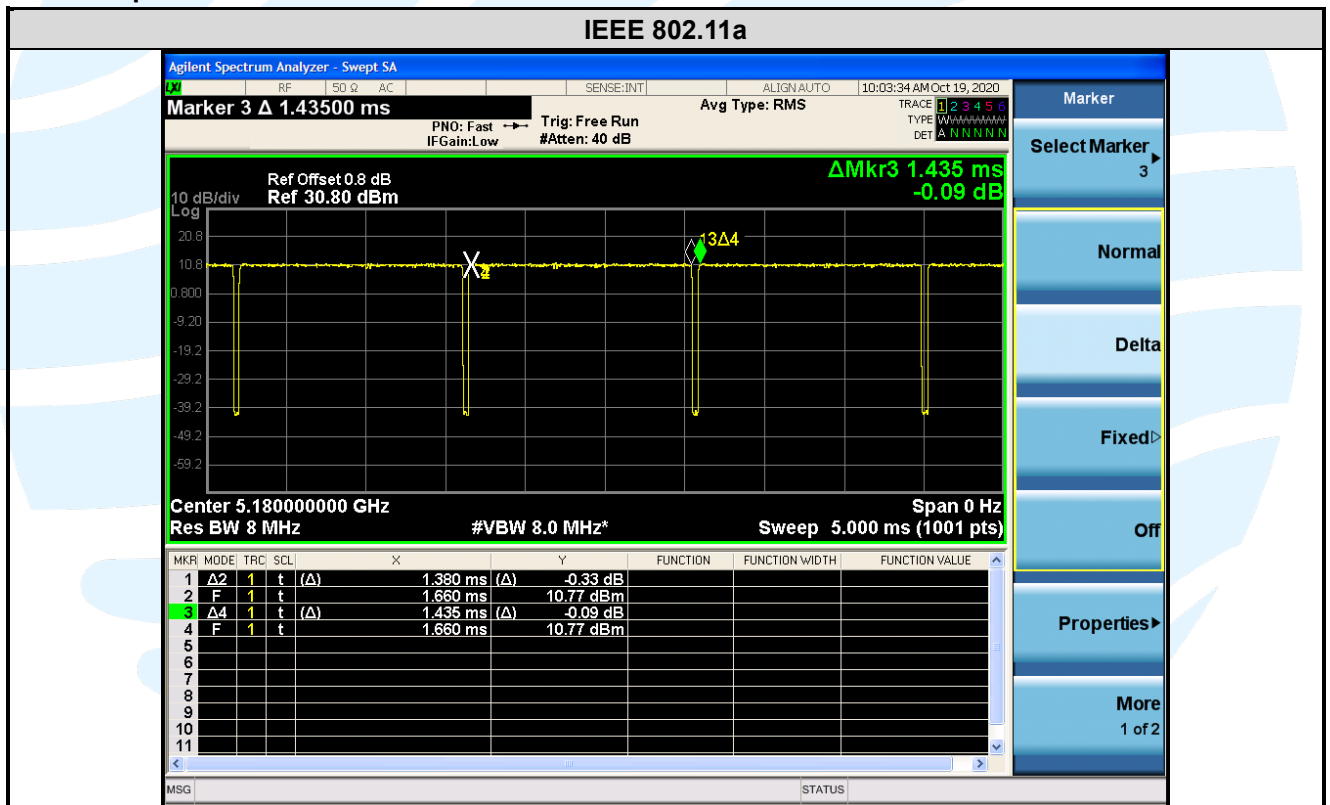 IEEE 802.11a
Agilent Spectrum Analyzer - Swept SA
LXI RF 50 Ω AC SENSE:INT ALIGN AUTO 10:03:34 AM Oct 19, 2020
Marker 3 Δ 1.43500 ms
PNO: Fast
IFGain:Low
Trig: Free Run
#Atten: 40 dB
Avg Type: RMS
TRACE 1 2 3 4 5 6
TYPE WWWWWW
DET A N N N N N
ΔMkr3 1.435 ms
-0.09 dB
Ref Offset 0.8 dB
10 dB/div Ref 30.80 dBm
Log
20.8
10.8
0.800
-9.20
-19.2
-29.2
-39.2
-49.2
-59.2
13Δ4
Center 5.180000000 GHz Span 0 Hz
Res BW 8 MHz #VBW 8.0 MHz* Sweep 5.000 ms (1001 pts)
MKR MODE TRC SCL X Y FUNCTION FUNCTION WIDTH FUNCTION VALUE
1 Δ2 1 t (Δ) 1.380 ms (Δ) -0.33 dB
2 F 1 t 1.660 ms 10.77 dBm
3 Δ4 1 t (Δ) 1.435 ms (Δ) -0.09 dB
4 F 1 t 1.660 ms 10.77 dBm
5
6
7
8
9
10
11
MSG STATUS
Marker
Select Marker
3
Normal
Delta
Fixed
Off
Properties
More
1 of 2